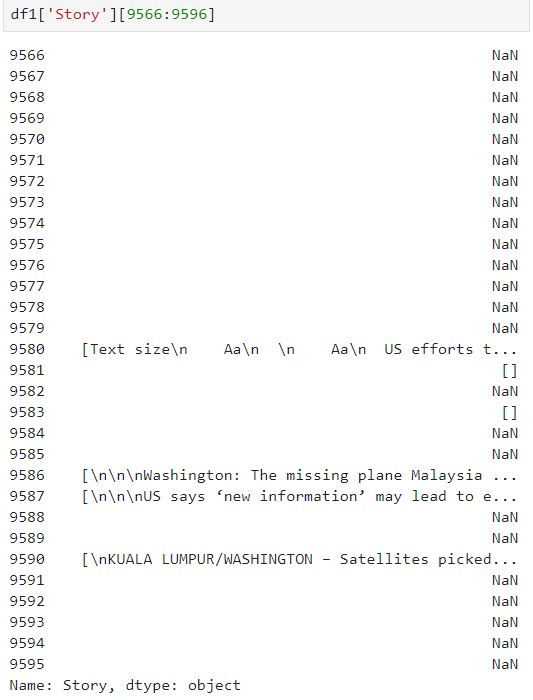 df1['Story'][9566:9596]
9566 NaN
9567 NaN
9568 NaN
9569 NaN
9570 NaN
9571 NaN
9572 NaN
9573 NaN
9574 NaN
9575 NaN
9576 NaN
9577 NaN
9578 NaN
9579 NaN
9580 [Text size\n    Aa\n  \n    Aa\n  US efforts t...
9581 []
9582 NaN
9583 []
9584 NaN
9585 NaN
9586 [\n\n\nWashington: The missing plane Malaysia ...
9587 [\n\n\nUS says ‘new information’ may lead to e...
9588 NaN
9589 NaN
9590 [\nKUALA LUMPUR/WASHINGTON – Satellites picked...
9591 NaN
9592 NaN
9593 NaN
9594 NaN
9595 NaN
Name: Story, dtype: object